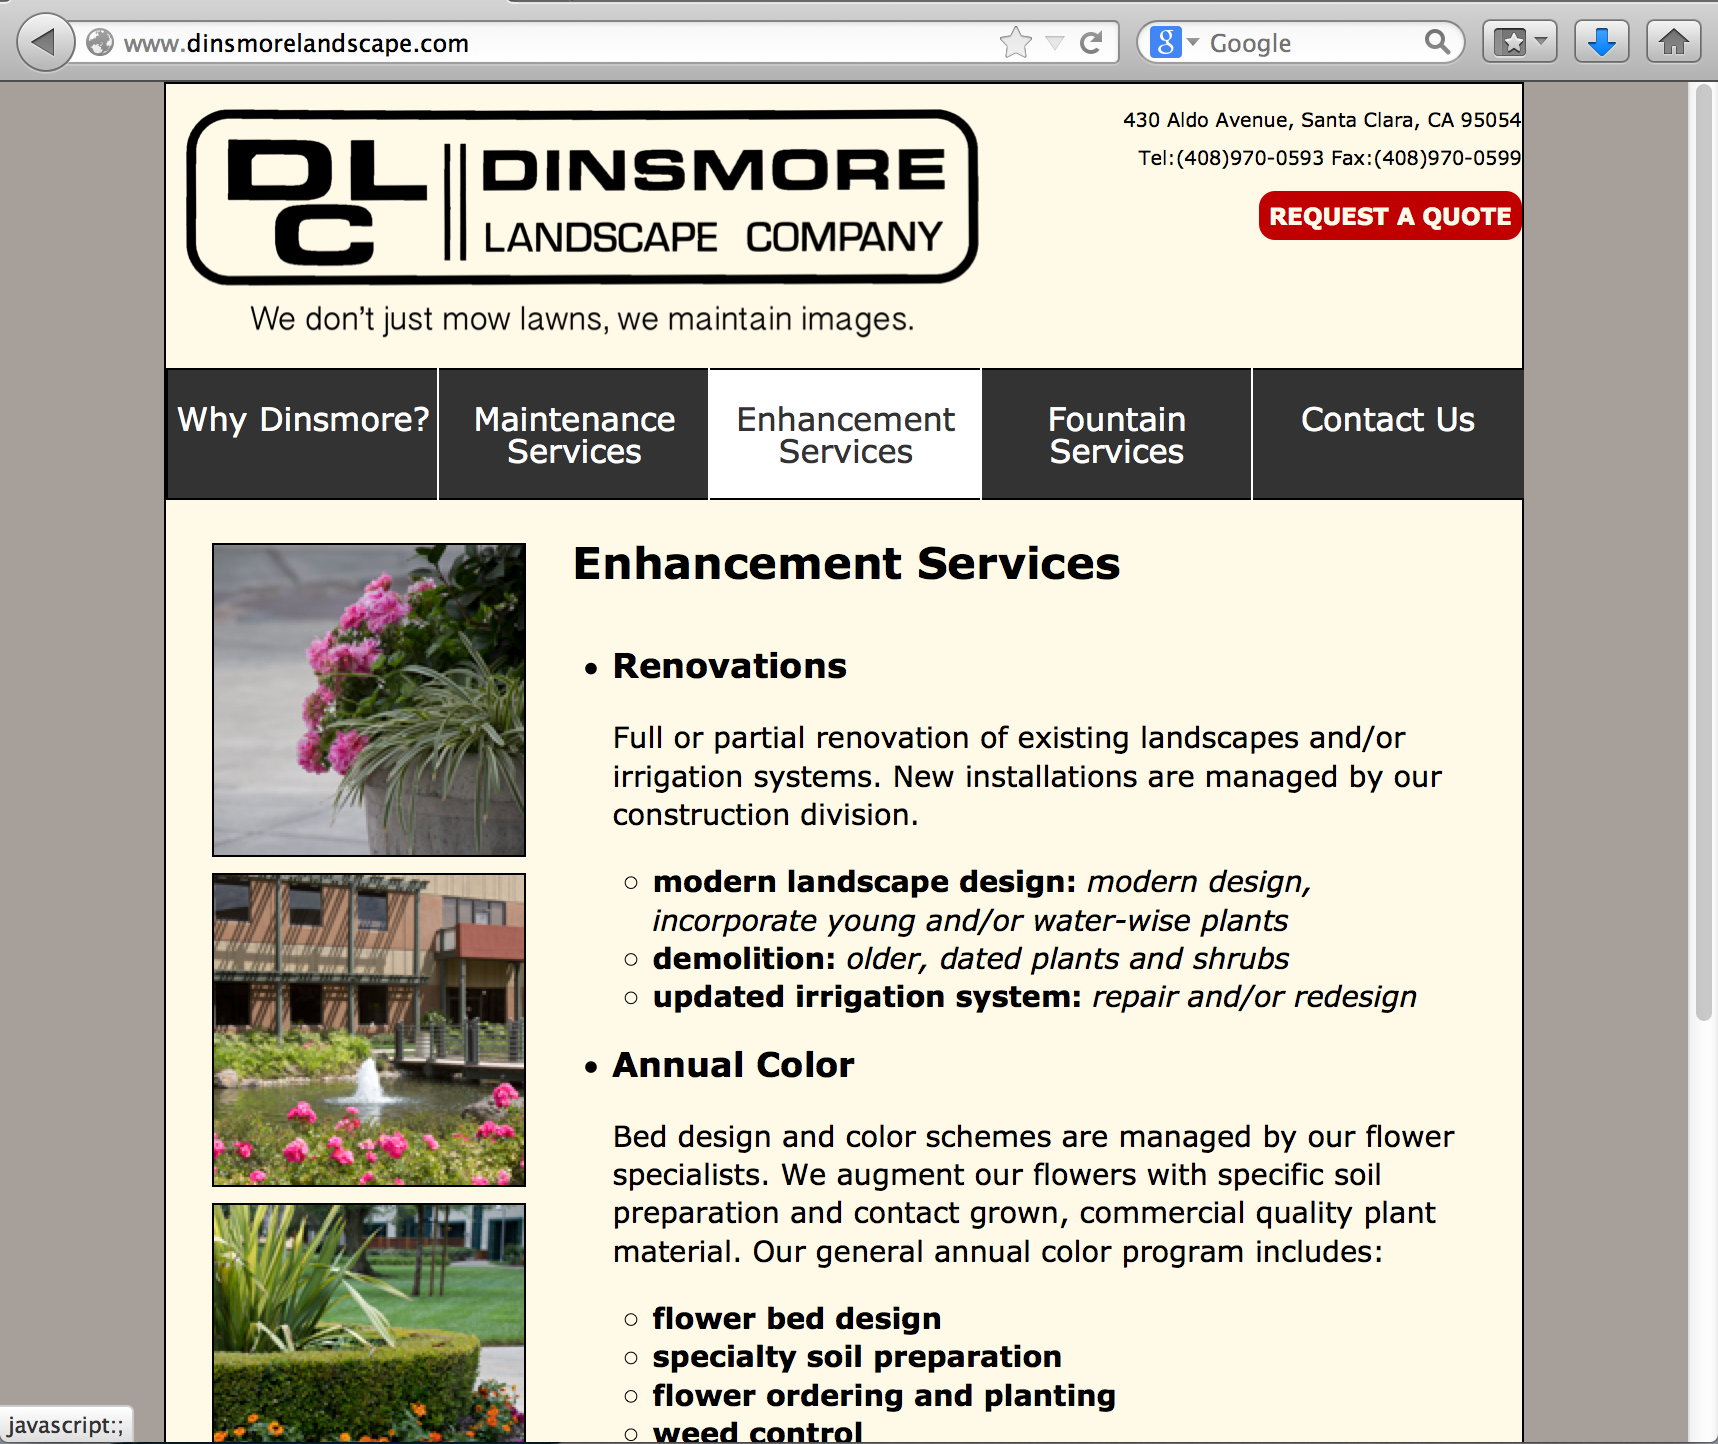 www.dinsmorelandscape.com
Google
DLC DINSMORE
LANDSCAPE COMPANY
We don't just mow lawns, we maintain images.
430 Aldo Avenue, Santa Clara, CA 95054
Tel:(408)970-0593 Fax:(408)970-0599
REQUEST A QUOTE
Why Dinsmore?
Maintenance
Services
Enhancement
Services
Fountain
Services
Contact Us
Enhancement Services
• Renovations
Full or partial renovation of existing landscapes and/or
irrigation systems. New installations are managed by our
construction division.
○ modern landscape design: modern design,
incorporate young and/or water-wise plants
○ demolition: older, dated plants and shrubs
○ updated irrigation system: repair and/or redesign
• Annual Color
Bed design and color schemes are managed by our flower
specialists. We augment our flowers with specific soil
preparation and contact grown, commercial quality plant
material. Our general annual color program includes:
○ flower bed design
○ specialty soil preparation
○ flower ordering and planting
○ weed control
javascript:;